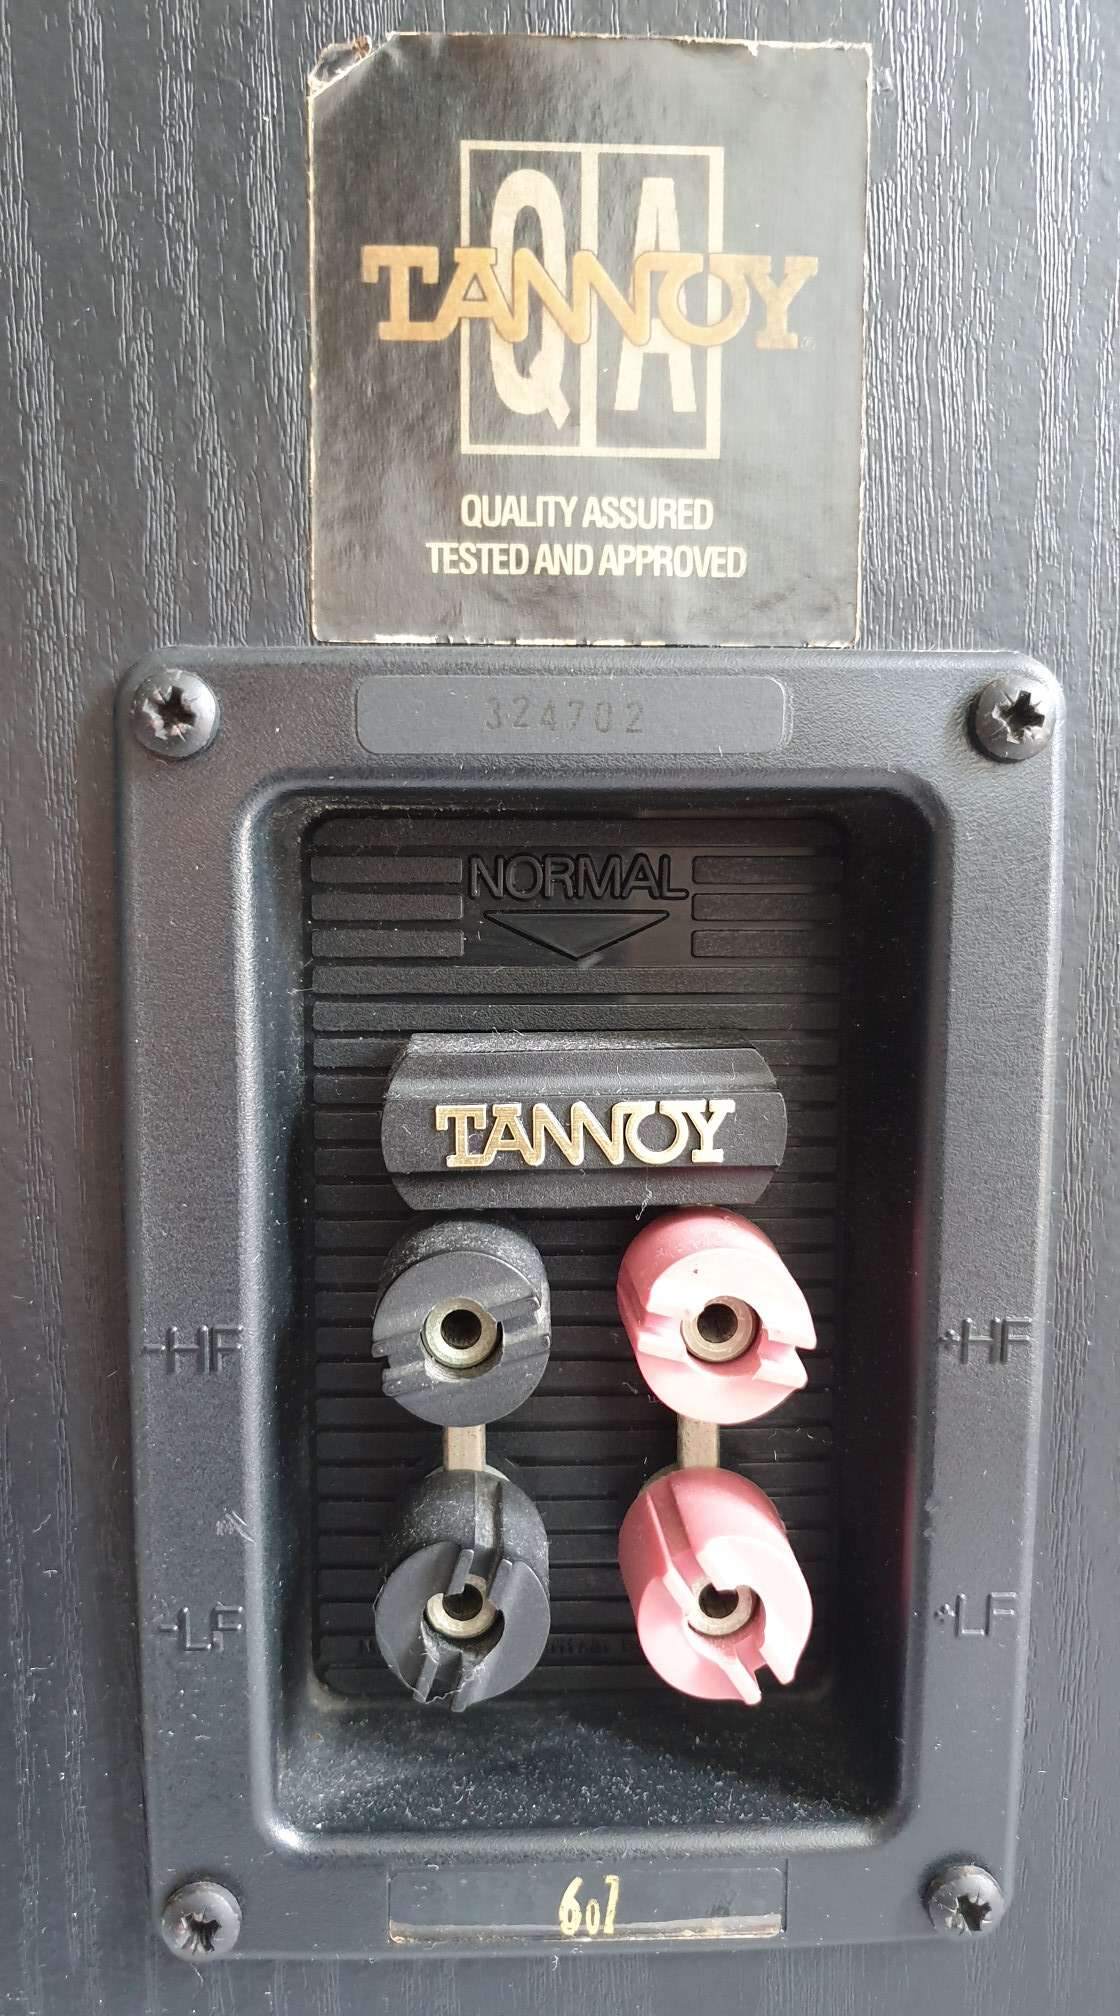 QA
TANNOY
QUALITY ASSURED
TESTED AND APPROVED
324702
NORMAL
TANNOY
-HF +HF
-LF +LF
607